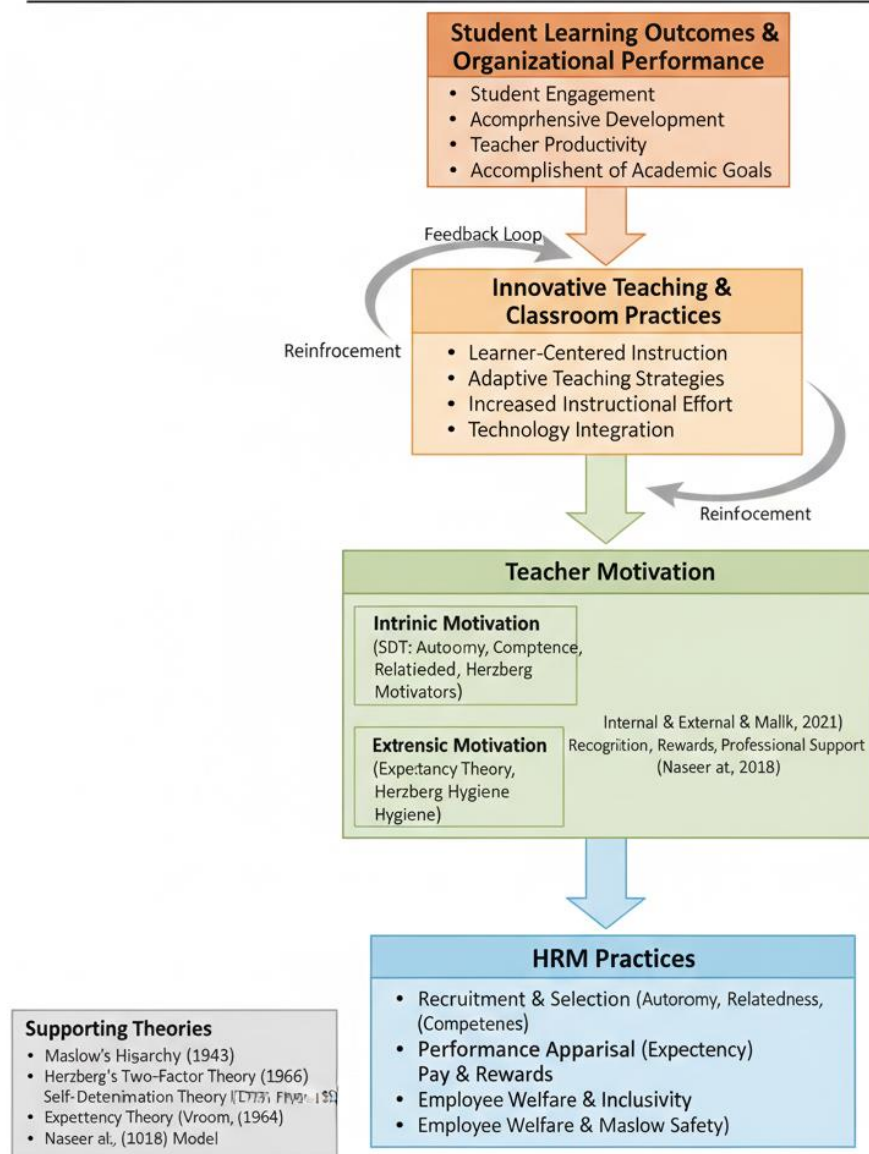 Student Learning Outcomes &
Organizational Performance
• Student Engagement
• Acomprhensive Development
• Teacher Productivity
• Accomplishent of Academic Goals
Feedback Loop
Reinfrocement
Innovative Teaching &
Classroom Practices
• Learner-Centered Instruction
• Adaptive Teaching Strategies
• Increased Instructional Effort
• Technology Integration
Reinfocement
Teacher Motivation
Intrinsic Motivation
(SDT: Autoomy, Comptence,
Relatieded, Herzberg
Motivators)
Extrensic Motivation
(Expetancy Theory,
Herzberg Hygiene
Hygiene)
Internal & External & Mallk, 2021)
Recogrition, Rewards, Professional Support
(Naseer at, 2018)
HRM Practices
• Recruitment & Selection (Autoromy, Relatedness,
(Competenes)
• Performance Apparisal (Expectency)
Pay & Rewards
• Employee Welfare & Inclusivity
• Employee Welfare & Maslow Safety)
Supporting Theories
• Maslow's Hisarchy (1943)
• Herzberg's Two-Factor Theory (1966)
Self-Detenimation Theory
• Expettency Theory (Vroom, (1964)
• Naseer al., (1018) Model